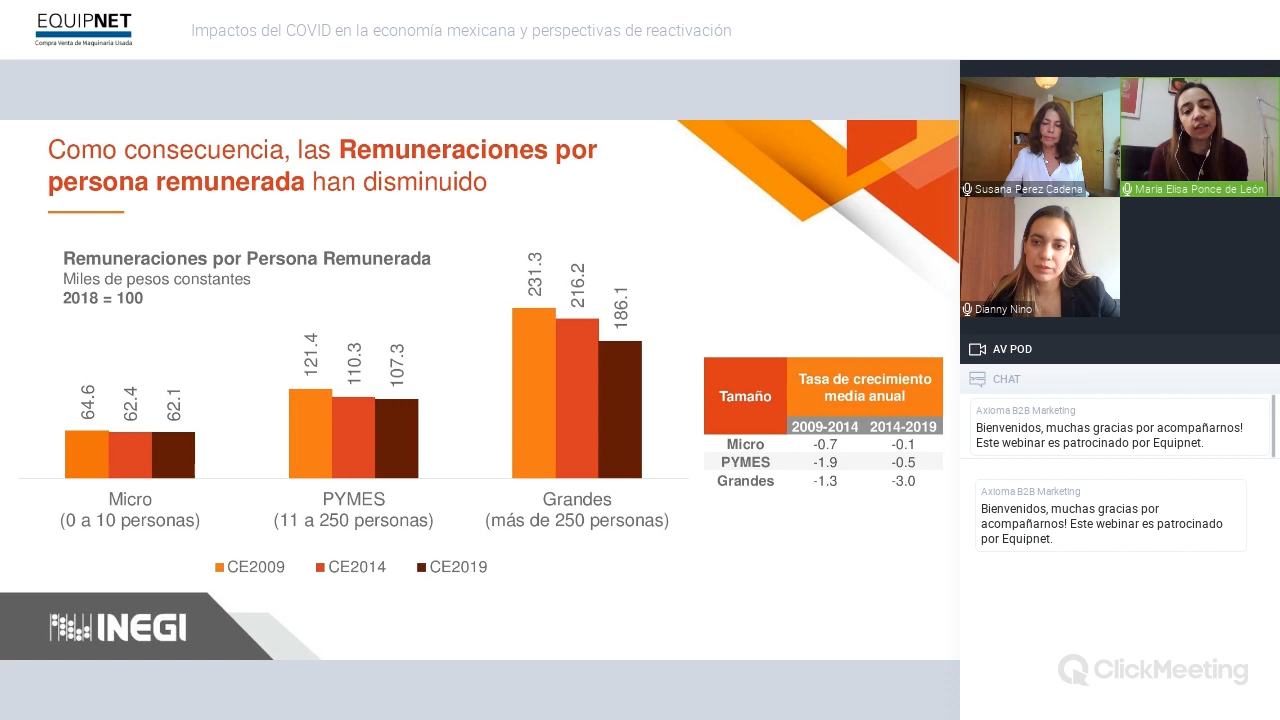 EQUIPNET
Compra Venta de Maquinaria Usada
Impactos del COVID en la economía mexicana y perspectivas de reactivación
Como consecuencia, las Remuneraciones por
persona remunerada han disminuido
Remuneraciones por Persona Remunerada
Miles de pesos constantes
2018 = 100
64.6
62.4
62.1
121.4
110.3
107.3
231.3
216.2
186.1
Micro
(0 a 10 personas)
PYMES
(11 a 250 personas)
Grandes
(más de 250 personas)
CE2009 CE2014 CE2019
Tamaño
Tasa de crecimiento
media anual
2009-2014 2014-2019
Micro -0.7 -0.1
PYMES -1.9 -0.5
Grandes -1.3 -3.0
INEGI
Susana Perez Cadena
María Elisa Ponce de León
Dianny Nino
AV POD
CHAT
Axioma B2B Marketing
Bienvenidos, muchas gracias por acompañarnos!
Este webinar es patrocinado por Equipnet.
Axioma B2B Marketing
Bienvenidos, muchas gracias por
acompañarnos! Este webinar es patrocinado
por Equipnet.
ClickMeeting